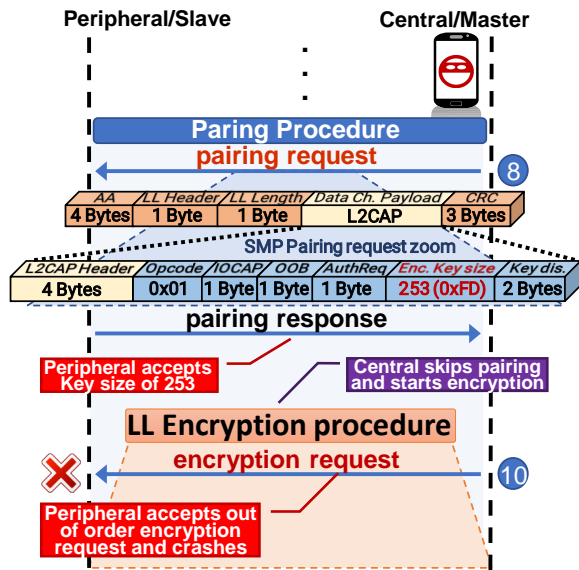 Peripheral/Slave Central/Master
Paring Procedure
pairing request 8
AA LL Header LL Length Data Ch. Payload CRC
4 Bytes 1 Byte 1 Byte L2CAP 3 Bytes
SMP Pairing request zoom
L2CAP Header Opcode IOCAP OOB AuthReq Enc. Key size Key dis.
4 Bytes 0x01 1 Byte 1 Byte 1 Byte 253 (0xFD) 2 Bytes
pairing response
Peripheral accepts
Key size of 253
Central skips pairing
and starts encryption
LL Encryption procedure
encryption request 10
Peripheral accepts out
of order encryption
request and crashes